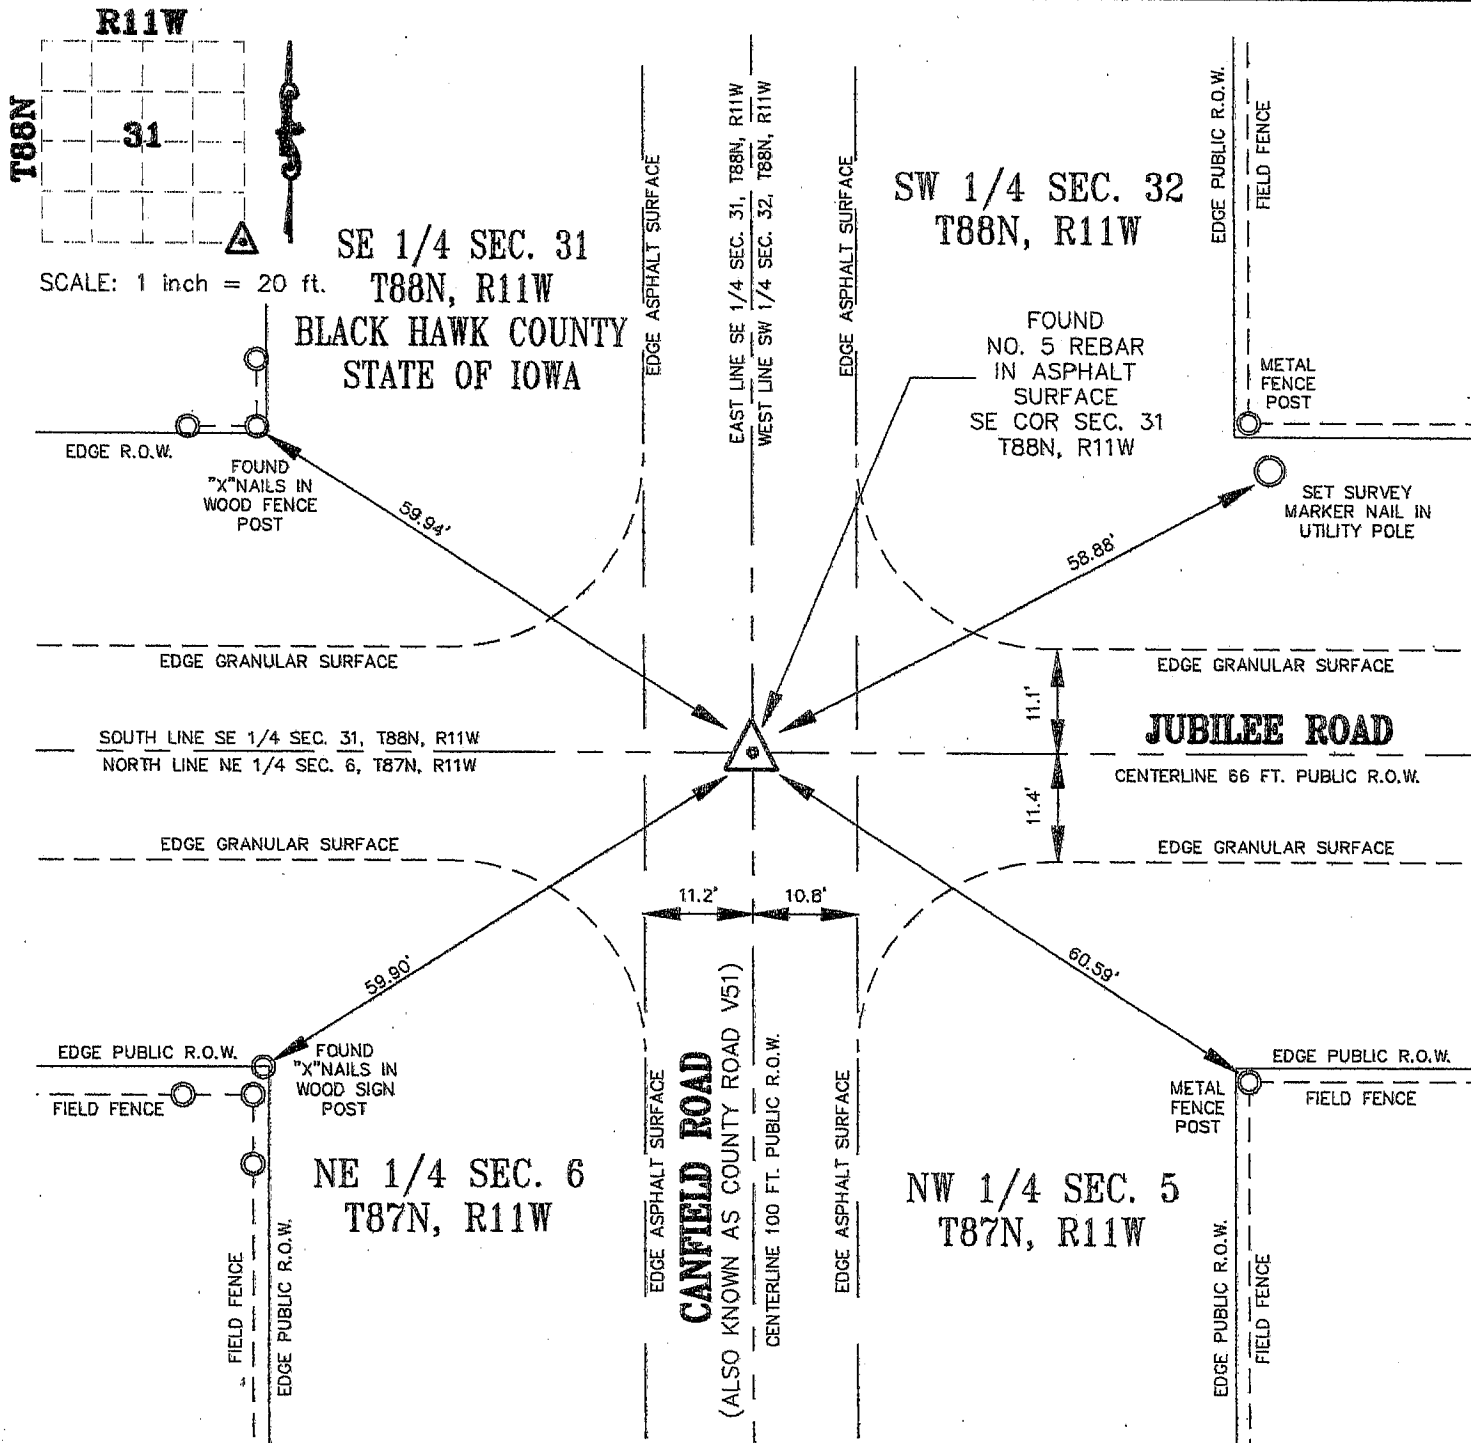 R11W
T88N
31
SCALE: 1 inch = 20 ft.
SE 1/4 SEC. 31
T88N, R11W
BLACK HAWK COUNTY
STATE OF IOWA
EDGE ASPHALT SURFACE
EAST LINE SE 1/4 SEC. 31, T88N, R11W
WEST LINE SW 1/4 SEC. 32, T88N, R11W
EDGE ASPHALT SURFACE
SW 1/4 SEC. 32
T88N, R11W
EDGE PUBLIC R.O.W.
FIELD FENCE
FOUND
NO. 5 REBAR
IN ASPHALT
SURFACE
SE COR SEC. 31
T88N, R11W
METAL
FENCE
POST
EDGE R.O.W.
FOUND
"X"NAILS IN
WOOD FENCE
POST
59.94'
SET SURVEY
MARKER NAIL IN
UTILITY POLE
58.88'
EDGE GRANULAR SURFACE
EDGE GRANULAR SURFACE
11.1'
JUBILEE ROAD
SOUTH LINE SE 1/4 SEC. 31, T88N, R11W
NORTH LINE NE 1/4 SEC. 6, T87N, R11W
CENTERLINE 66 FT. PUBLIC R.O.W.
11.4'
EDGE GRANULAR SURFACE
EDGE GRANULAR SURFACE
11.2'
10.8'
59.90'
60.59'
EDGE PUBLIC R.O.W.
FIELD FENCE
FOUND
"X"NAILS IN
WOOD SIGN
POST
EDGE PUBLIC R.O.W.
FIELD FENCE
METAL
FENCE
POST
NE 1/4 SEC. 6
T87N, R11W
FIELD FENCE
EDGE PUBLIC R.O.W.
EDGE ASPHALT SURFACE
CANFIELD ROAD
(ALSO KNOWN AS COUNTY ROAD V51)
CENTERLINE 100 FT. PUBLIC R.O.W.
EDGE ASPHALT SURFACE
NW 1/4 SEC. 5
T87N, R11W
EDGE PUBLIC R.O.W.
FIELD FENCE